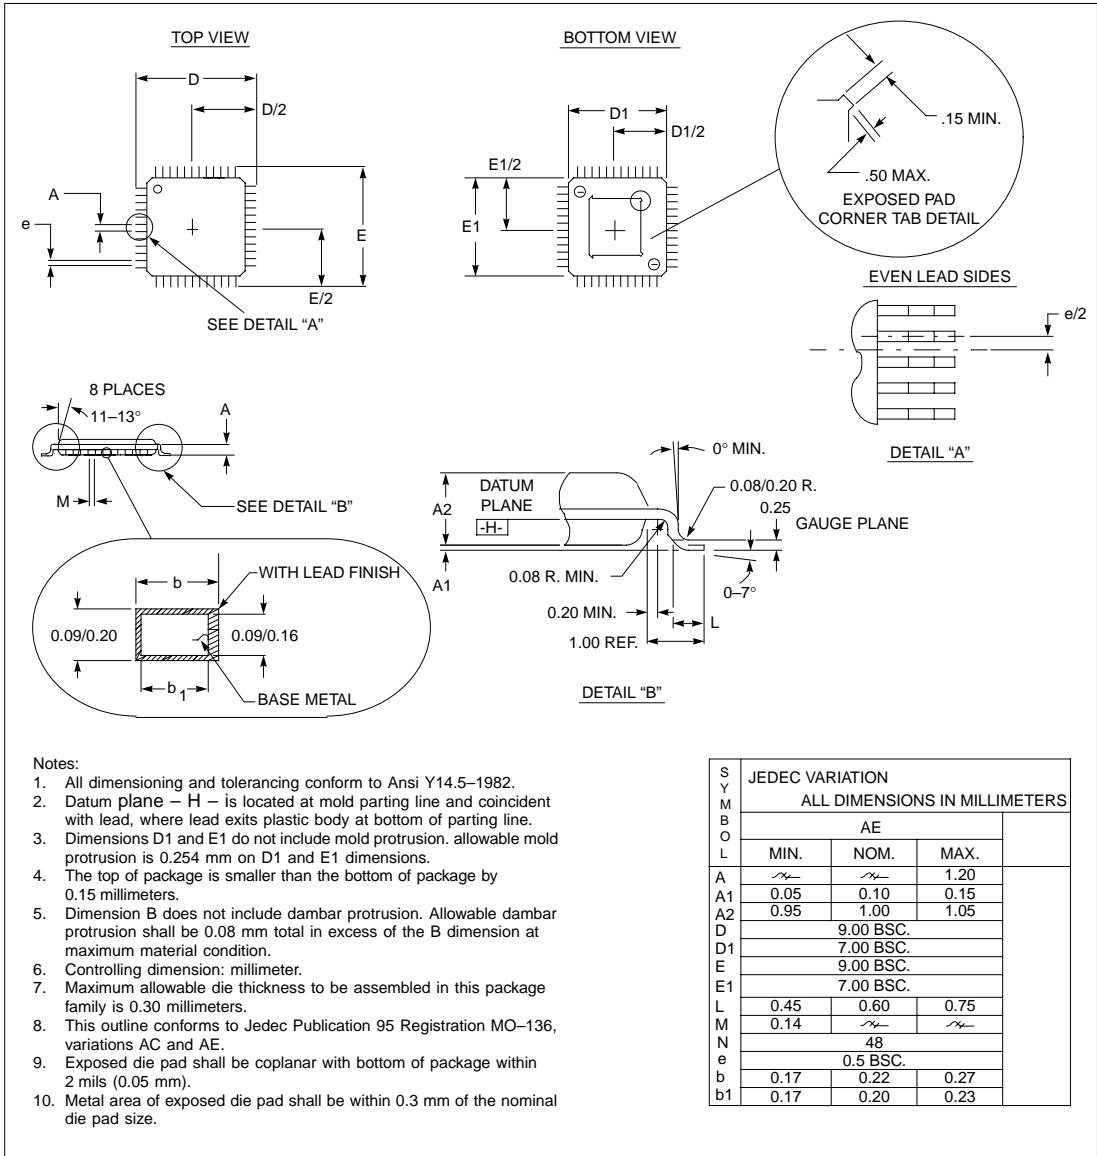 TOP VIEW
D
D/2
A
e
E
E/2
SEE DETAIL “A”
BOTTOM VIEW
D1
D1/2
E1/2
E1
.15 MIN.
.50 MAX.
EXPOSED PAD
CORNER TAB DETAIL
EVEN LEAD SIDES
e/2
DETAIL “A”
8 PLACES
11–13°
A
M
SEE DETAIL “B”
b
WITH LEAD FINISH
0.09/0.20
0.09/0.16
b1
BASE METAL
0° MIN.
DATUM
PLANE
-H-
A2
A1
0.08/0.20 R.
0.25
GAUGE PLANE
0.08 R. MIN.
0–7°
0.20 MIN.
L
1.00 REF.
DETAIL “B”
Notes:
1. All dimensioning and tolerancing conform to Ansi Y14.5–1982.
2. Datum plane – H – is located at mold parting line and coincident
with lead, where lead exits plastic body at bottom of parting line.
3. Dimensions D1 and E1 do not include mold protrusion. allowable mold
protrusion is 0.254 mm on D1 and E1 dimensions.
4. The top of package is smaller than the bottom of package by
0.15 millimeters.
5. Dimension B does not include dambar protrusion. Allowable dambar
protrusion shall be 0.08 mm total in excess of the B dimension at
maximum material condition.
6. Controlling dimension: millimeter.
7. Maximum allowable die thickness to be assembled in this package
family is 0.30 millimeters.
8. This outline conforms to Jedec Publication 95 Registration MO–136,
variations AC and AE.
9. Exposed die pad shall be coplanar with bottom of package within
2 mils (0.05 mm).
10. Metal area of exposed die pad shall be within 0.3 mm of the nominal
die pad size.
SYMBOL
JEDEC VARIATION
ALL DIMENSIONS IN MILLIMETERS
AE
MIN. NOM. MAX.
A 1.20
A1 0.05 0.10 0.15
A2 0.95 1.00 1.05
D 9.00 BSC.
D1 7.00 BSC.
E 9.00 BSC.
E1 7.00 BSC.
L 0.45 0.60 0.75
M 0.14
N 48
e 0.5 BSC.
b 0.17 0.22 0.27
b1 0.17 0.20 0.23